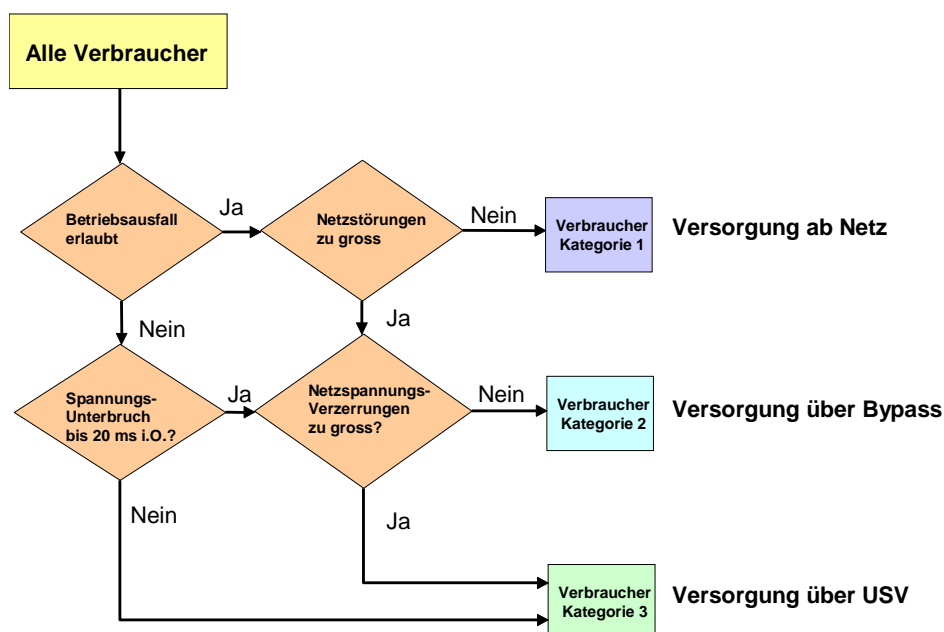 Alle Verbraucher
Betriebsausfall
erlaubt
Ja
Netzstörungen
zu gross
Nein
Verbraucher
Kategorie 1
Versorgung ab Netz
Nein
Ja
Spannungs-
Unterbruch
bis 20 ms i.O.?
Ja
Netzspannungs-
Verzerrungen
zu gross?
Nein
Verbraucher
Kategorie 2
Versorgung über Bypass
Nein
Ja
Verbraucher
Kategorie 3
Versorgung über USV